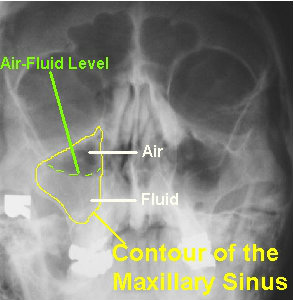 Air-Fluid Level
Air
Fluid
Contour of the
Maxillary Sinus